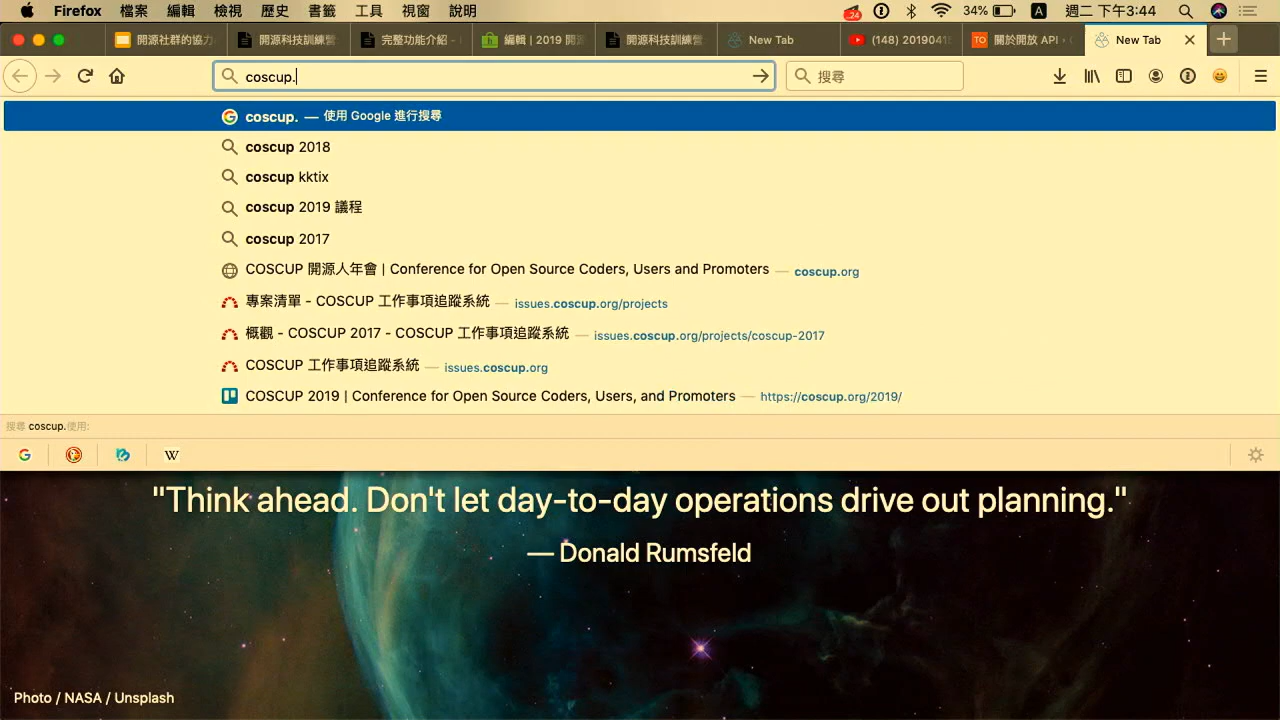 Firefox 檔案 編輯 檢視 歷史 書籤 工具 視窗 說明 24 34% A 週二 下午3:44
開源社群的協力 開源科技訓練營 完整功能介紹 - 編輯 | 2019 開源 開源科技訓練營 New Tab (148) 2019041 TO 關於開放 API › New Tab
coscup. 搜尋
coscup. — 使用 Google 進行搜尋
coscup 2018
coscup kktix
coscup 2019 議程
coscup 2017
COSCUP 開源人年會 | Conference for Open Source Coders, Users and Promoters — coscup.org
專案清單 - COSCUP 工作事項追蹤系統 — issues.coscup.org/projects
概觀 - COSCUP 2017 - COSCUP 工作事項追蹤系統 — issues.coscup.org/projects/coscup-2017
COSCUP 工作事項追蹤系統 — issues.coscup.org
COSCUP 2019 | Conference for Open Source Coders, Users, and Promoters — https://coscup.org/2019/
搜尋 coscup.使用:
W
"Think ahead. Don't let day-to-day operations drive out planning."
— Donald Rumsfeld
Photo / NASA / Unsplash